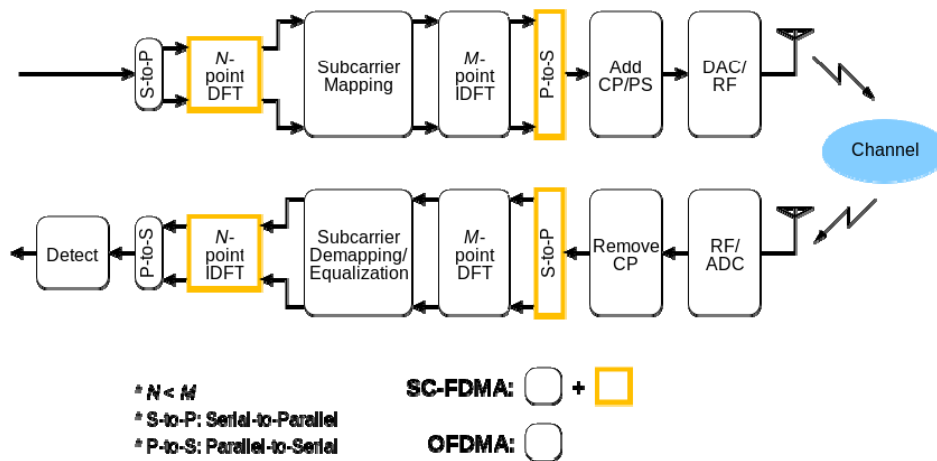 S-to-P
N-
point
DFT
Subcarrier
Mapping
M-
point
IDFT
P-to-S
Add
CP/PS
DAC/
RF
Channel
Detect
P-to-S
N-
point
IDFT
Subcarrier
Demapping/
Equalization
M-
point
DFT
S-to-P
Remove
CP
RF/
ADC
* N < M
* S-to-P: Serial-to-Parallel
* P-to-S: Parallel-to-Serial
SC-FDMA: +
OFDMA: